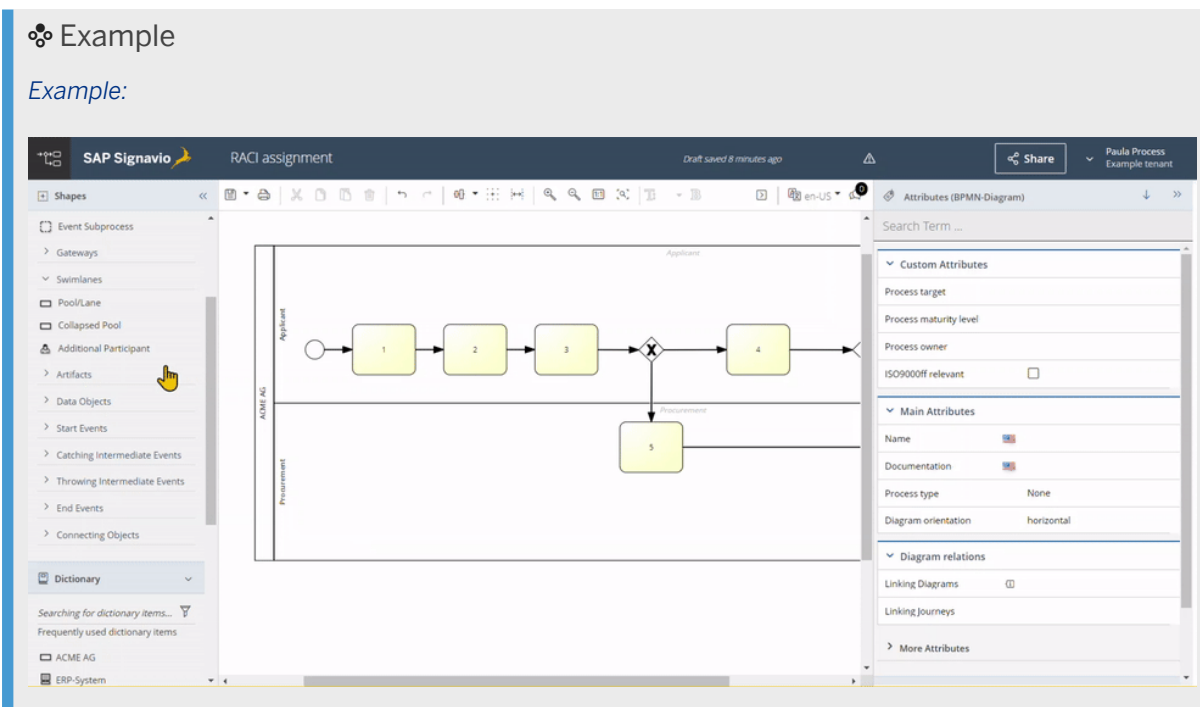 Example
Example:
SAP Signavio
RACI assignment
Draft saved 8 minutes ago
Share
Paula Process
Example tenant
Shapes
en-US
0
Attributes (BPMN-Diagram)
Search Term ...
Event Subprocess
Gateways
Swimlanes
Pool/Lane
Collapsed Pool
Additional Participant
Artifacts
Data Objects
Start Events
Catching Intermediate Events
Throwing Intermediate Events
End Events
Connecting Objects
Dictionary
Searching for dictionary items...
Frequently used dictionary items
ACME AG
ERP-System
Applicant
Applicant
1
2
3
X
4
ACME AG
Procurement
5
Procurement
Custom Attributes
Process target
Process maturity level
Process owner
ISO9000ff relevant
Main Attributes
Name
Documentation
Process type None
Diagram orientation horizontal
Diagram relations
Linking Diagrams
Linking Journeys
More Attributes